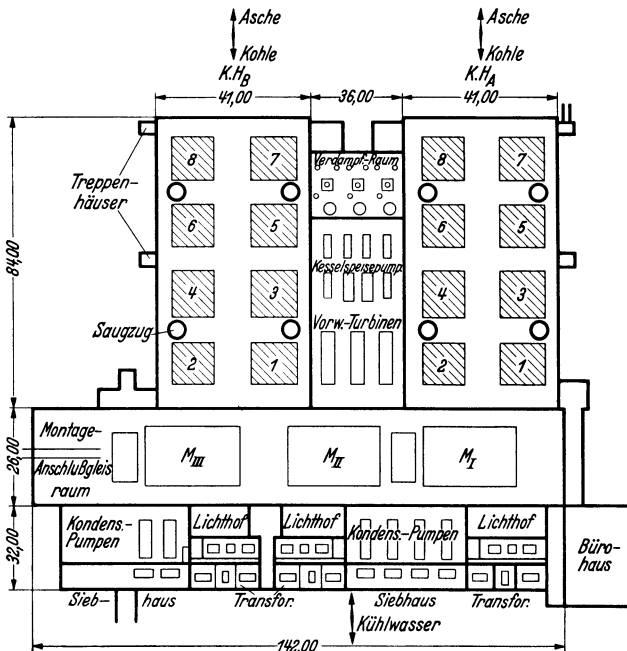 Asche Asche
Kohle Kohle
K.H_B K.H_A
41,00 36,00 41,00
8 7 Verdampf-Raum 8 7
Treppen-
häuser
6 5 6 5
84,00
Kesselspeisepump.
4 3 4 3
Saugzug Vorw.-Turbinen
2 1 2 1
26,00
Montage-
Anschlußgleis
raum
M_III M_II M_I
32,00
Kondens.-
Pumpen
Lichthof Lichthof Lichthof
Kondens.-Pumpen
Büro-
haus
Sieb- haus Transfor. Siebhaus Transfor.
Kühlwasser
142,00